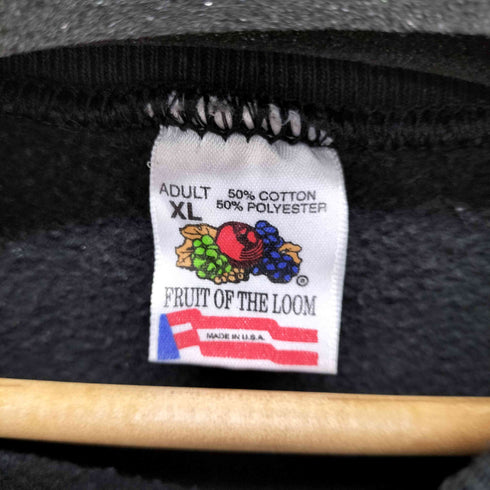 ADULT 50% COTTON
XL 50% POLYESTER
®
FRUIT OF THE LOOM
MADE IN U.S.A.